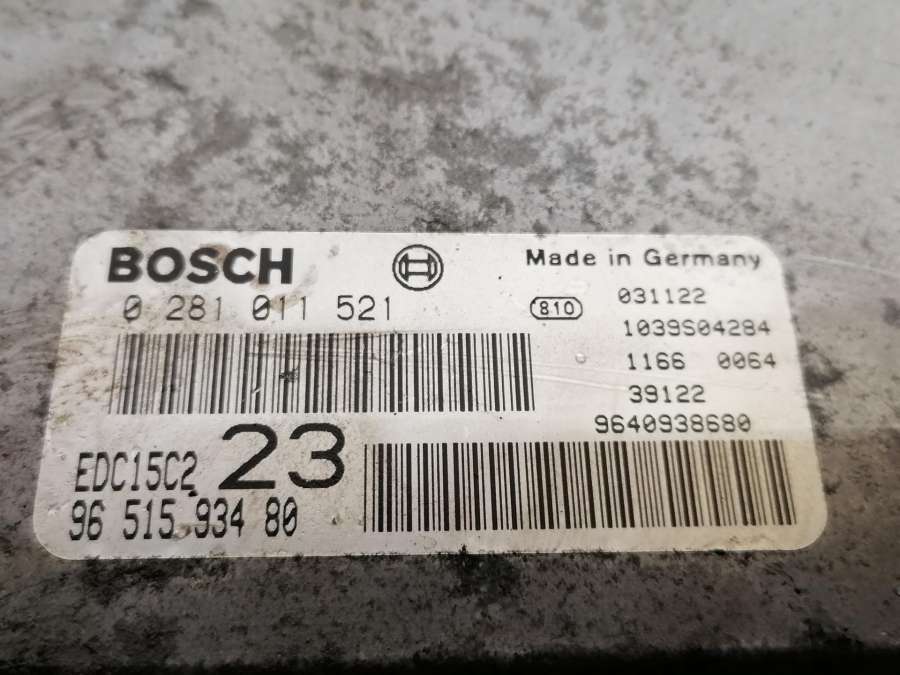 BOSCH
Made in Germany
0 281 011 521
810
031122
1039S04284
1166 0064
39122
9640938680
EDC15C2 23
96 515 934 80